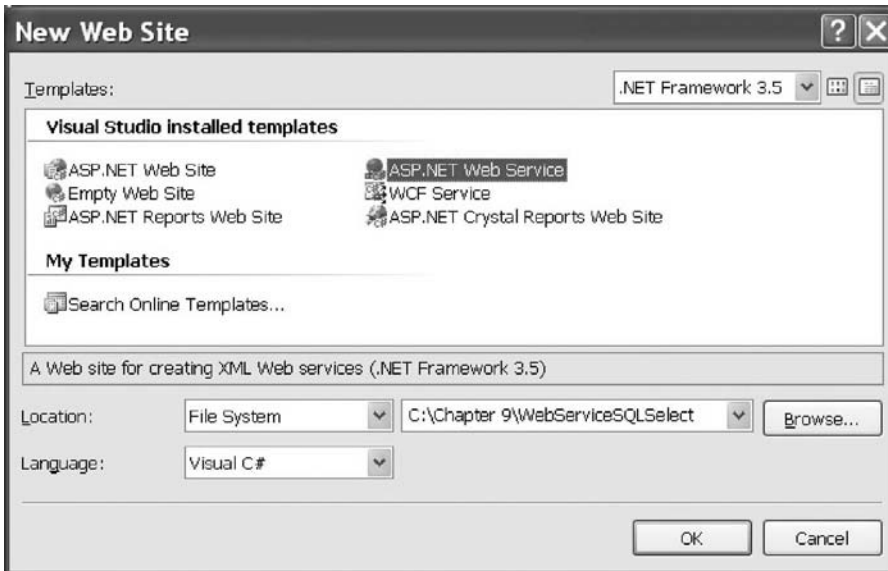 New Web Site
Templates:
.NET Framework 3.5
Visual Studio installed templates
ASP.NET Web Site
ASP.NET Web Service
Empty Web Site
WCF Service
ASP.NET Reports Web Site
ASP.NET Crystal Reports Web Site
My Templates
Search Online Templates...
A Web site for creating XML Web services (.NET Framework 3.5)
Location:
File System
C:\Chapter 9\WebServiceSQLSelect
Browse...
Language:
Visual C#
OK
Cancel